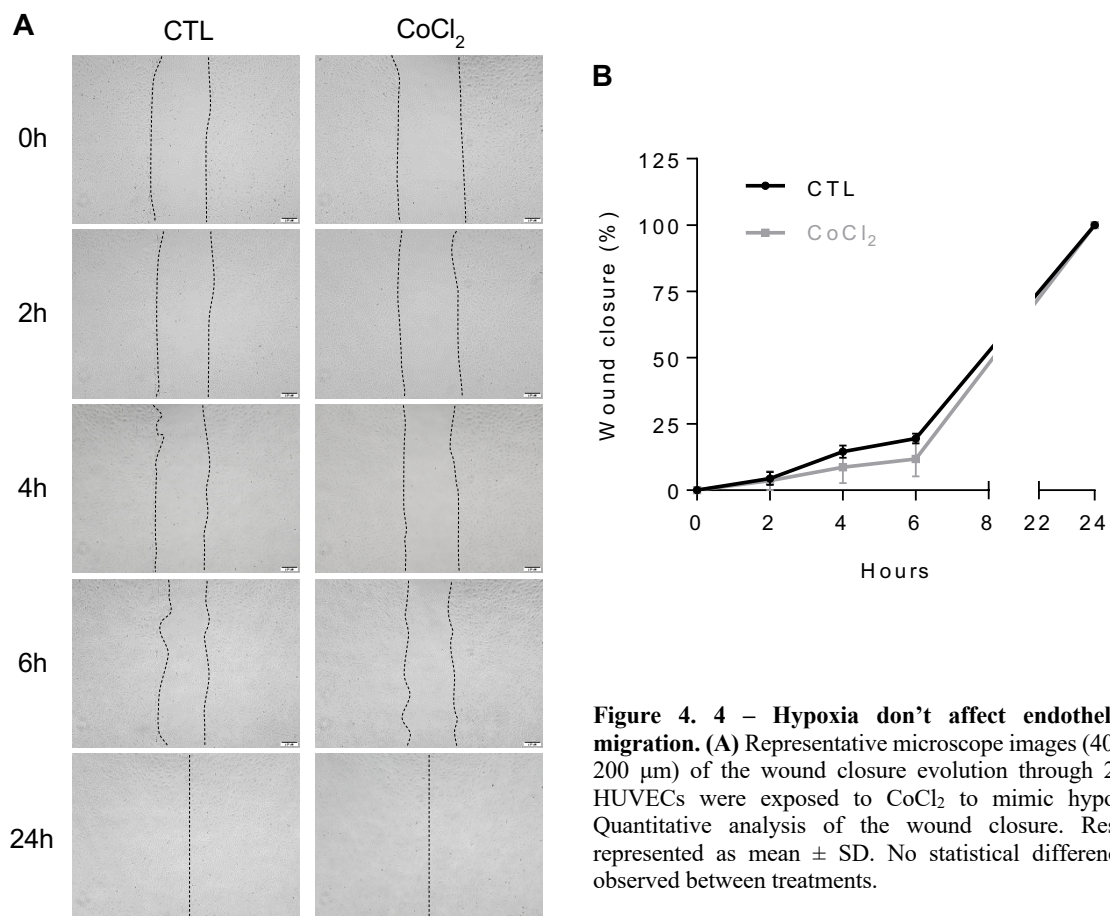 A
CTL
CoCl2
0h
2h
4h
6h
24h
B
125
100
75
50
25
0
Wound closure (%)
CTL
CoCl2
0
2
4
6
8
22
24
Hours
Figure 4. 4 – Hypoxia don't affect endothel
migration. (A) Representative microscope images (40
200 μm) of the wound closure evolution through 2
HUVECs were exposed to CoCl2 to mimic hypo
Quantitative analysis of the wound closure. Res
represented as mean ± SD. No statistical differenc
observed between treatments.